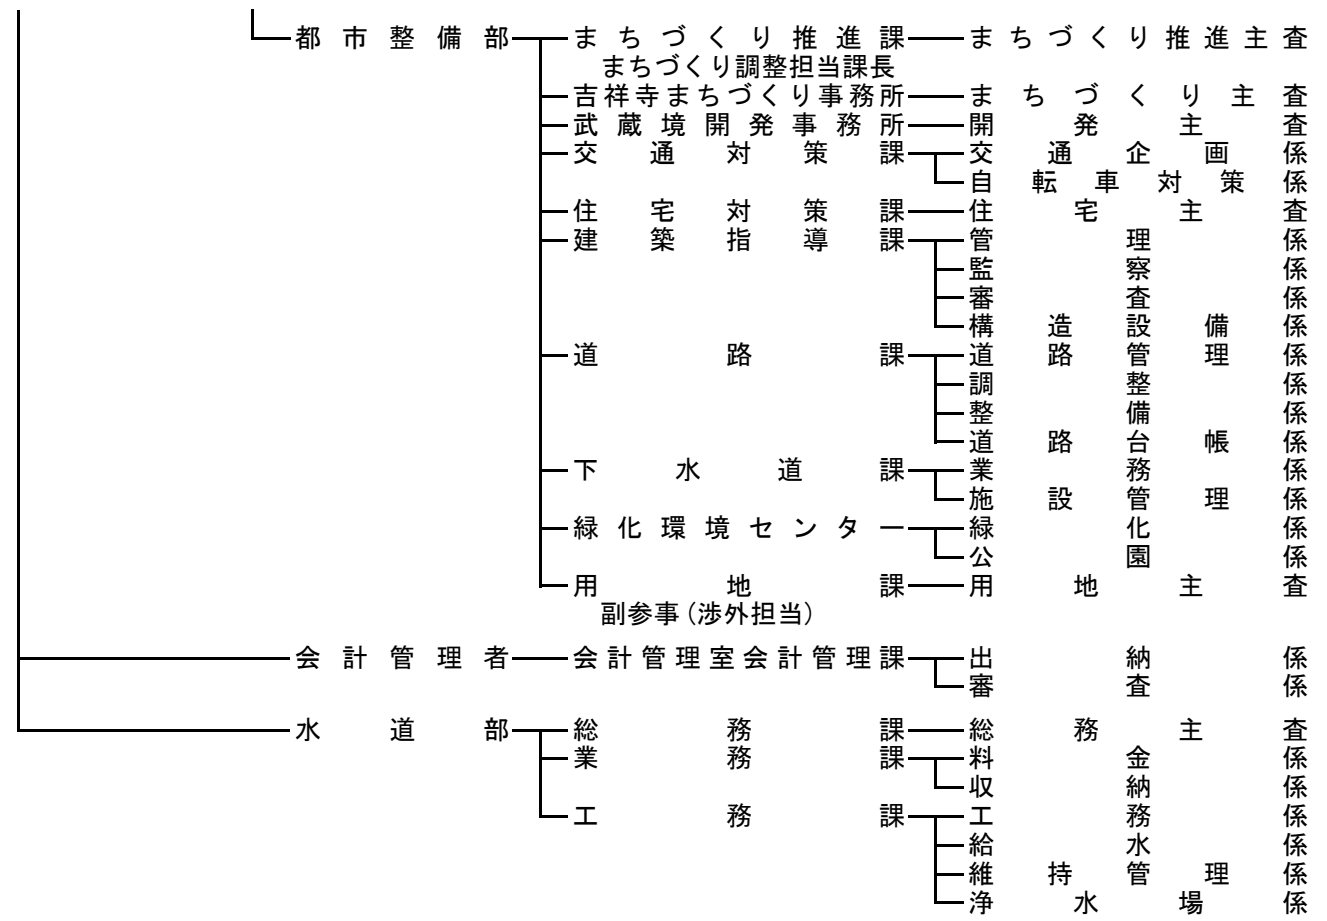 都市整備部 まちづくり推進課 まちづくり推進主査
まちづくり調整担当課長
吉祥寺まちづくり事務所 まちづくり主査
武蔵境開発事務所 開発主査
交通対策課 交通企画係
自転車対策係
住宅対策課 住宅主査
建築指導課 管理係
監察係
審査係
構造設備係
道路課 道路管理係
調整係
整備係
道路台帳係
下水道課 業務係
施設管理係
緑化環境センター 緑化係
公園係
用地課 用地主査
副参事(渉外担当)
会計管理者 会計管理室会計管理課 出納係
審査係
水道部 総務課 総務主査
業務課 料金係
収納係
工務課 工務係
給水係
維持管理係
浄水場係